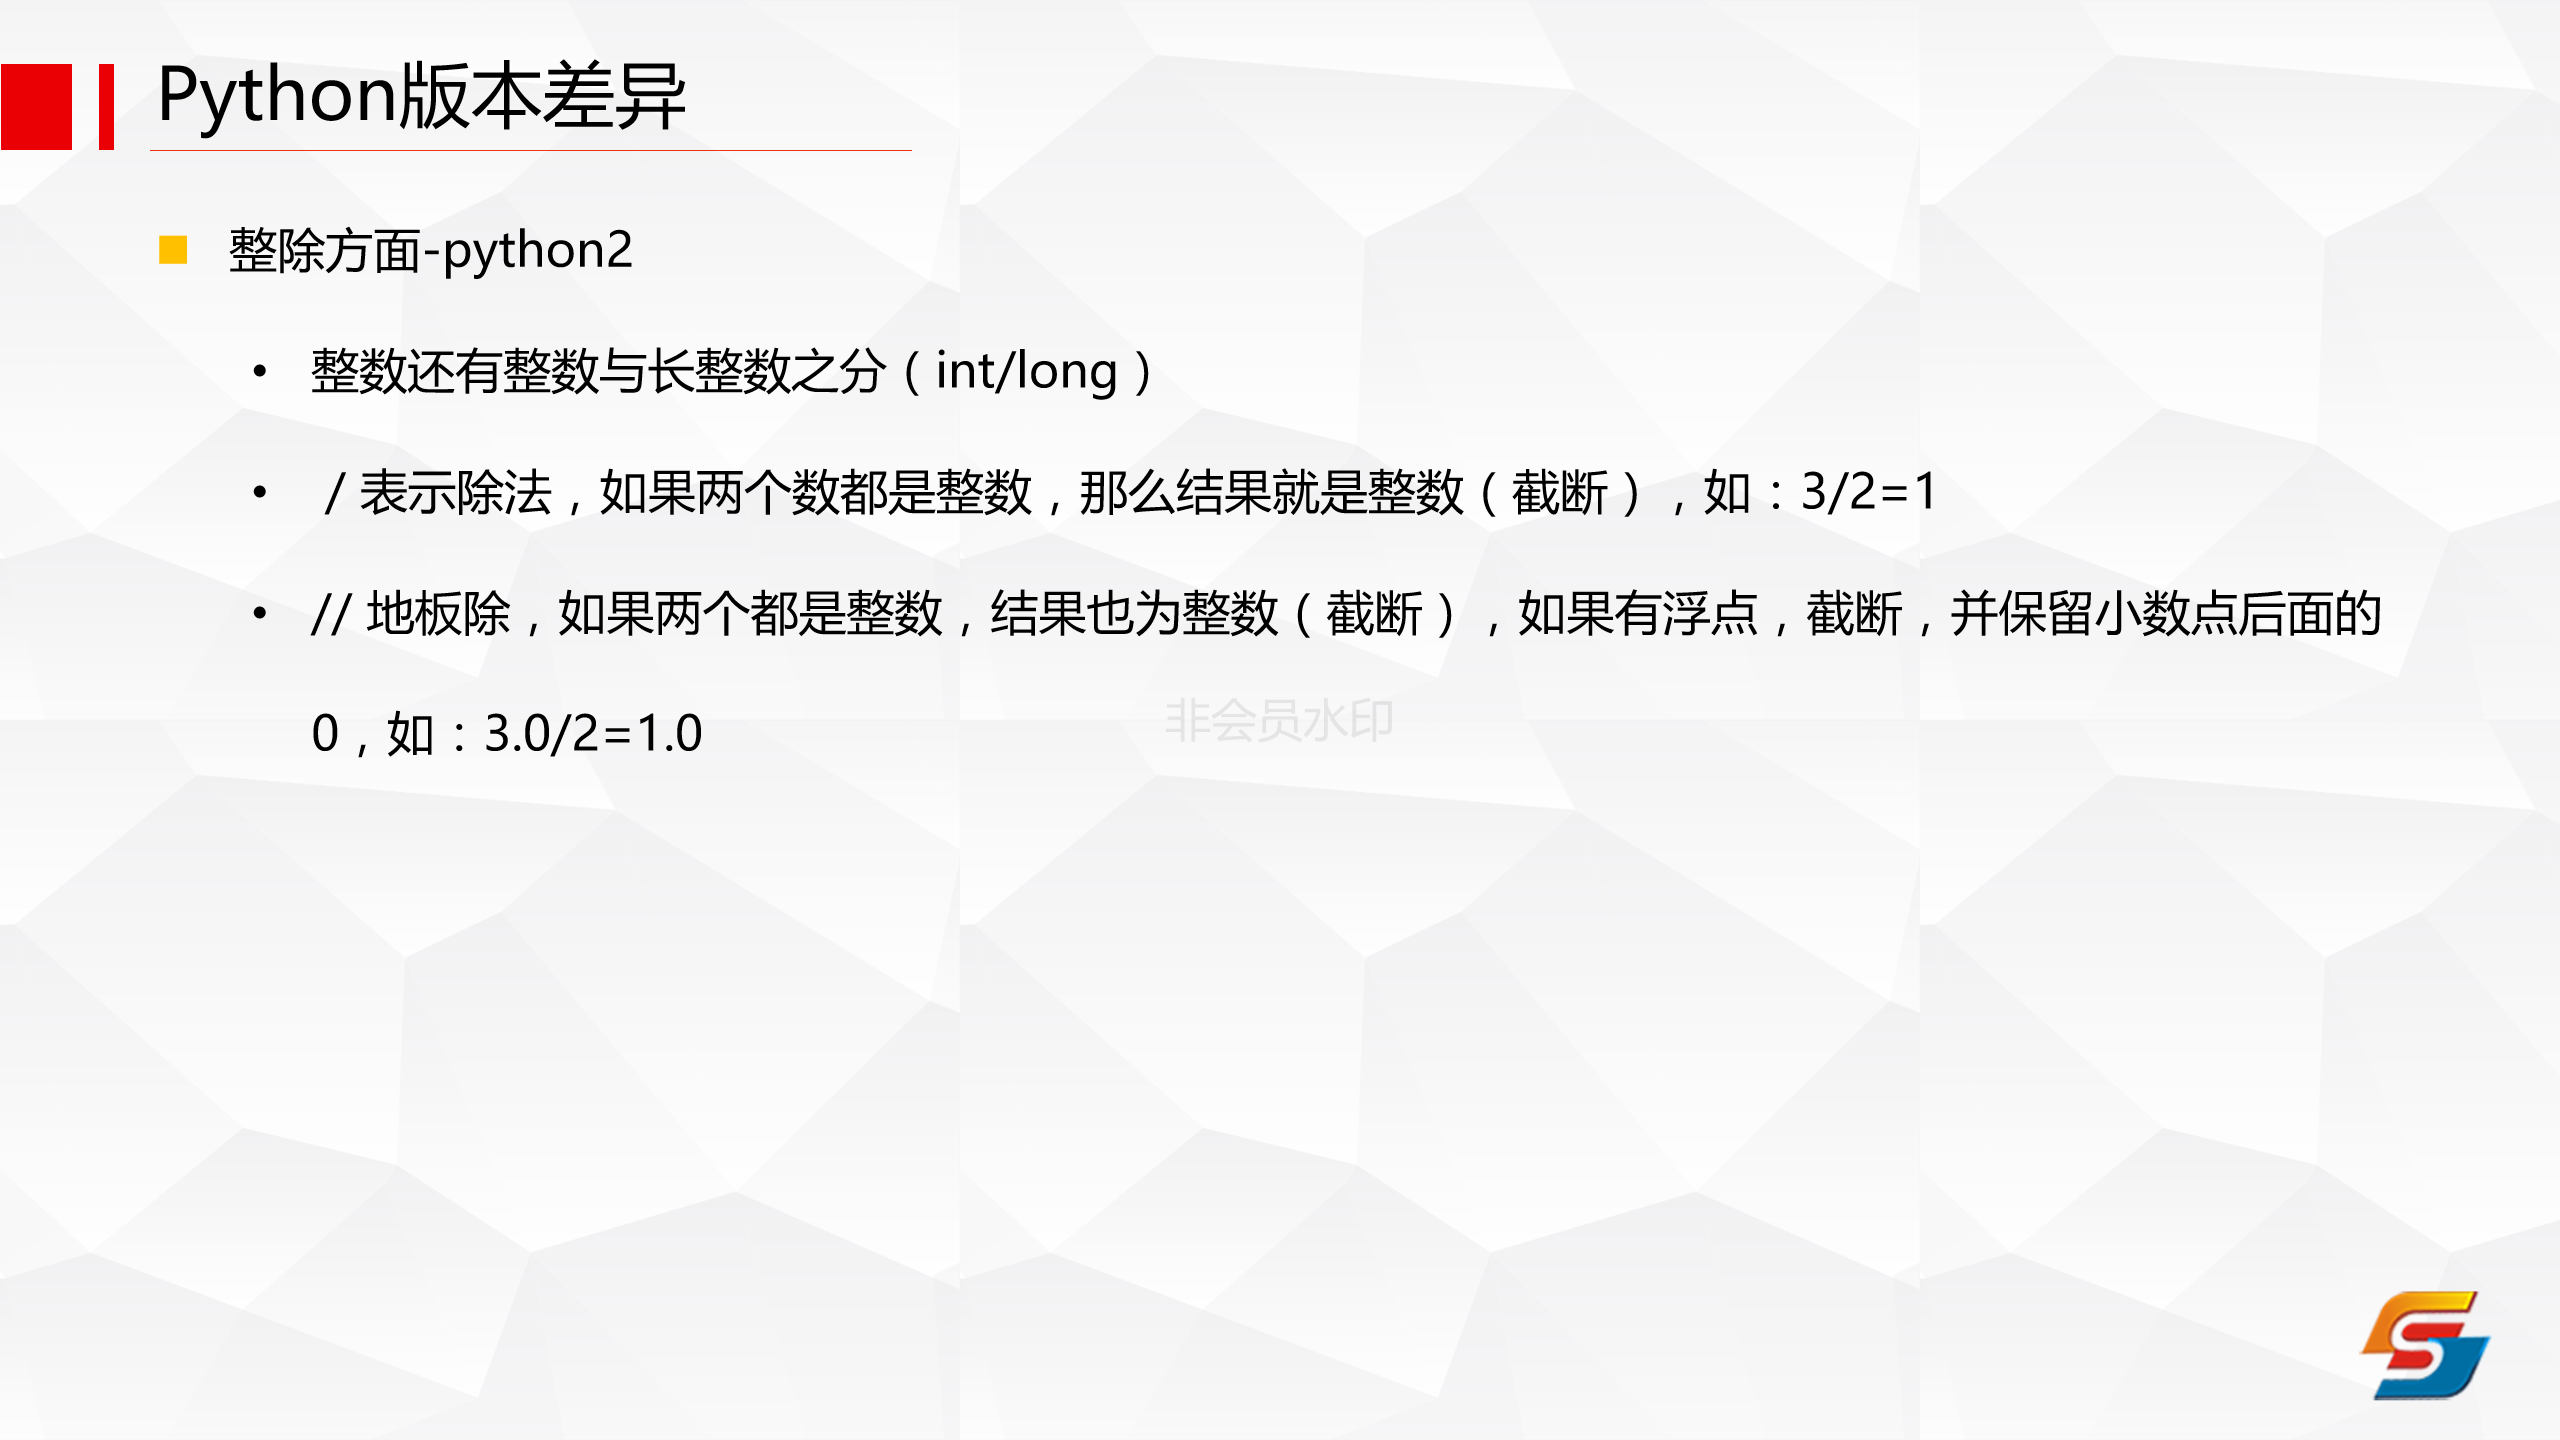 Python版本差异
整除方面-python2
• 整数还有整数与长整数之分（int/long）
• / 表示除法，如果两个数都是整数，那么结果就是整数（截断），如：3/2=1
• // 地板除，如果两个都是整数，结果也为整数（截断），如果有浮点，截断，并保留小数点后面的
0，如：3.0/2=1.0
非会员水印